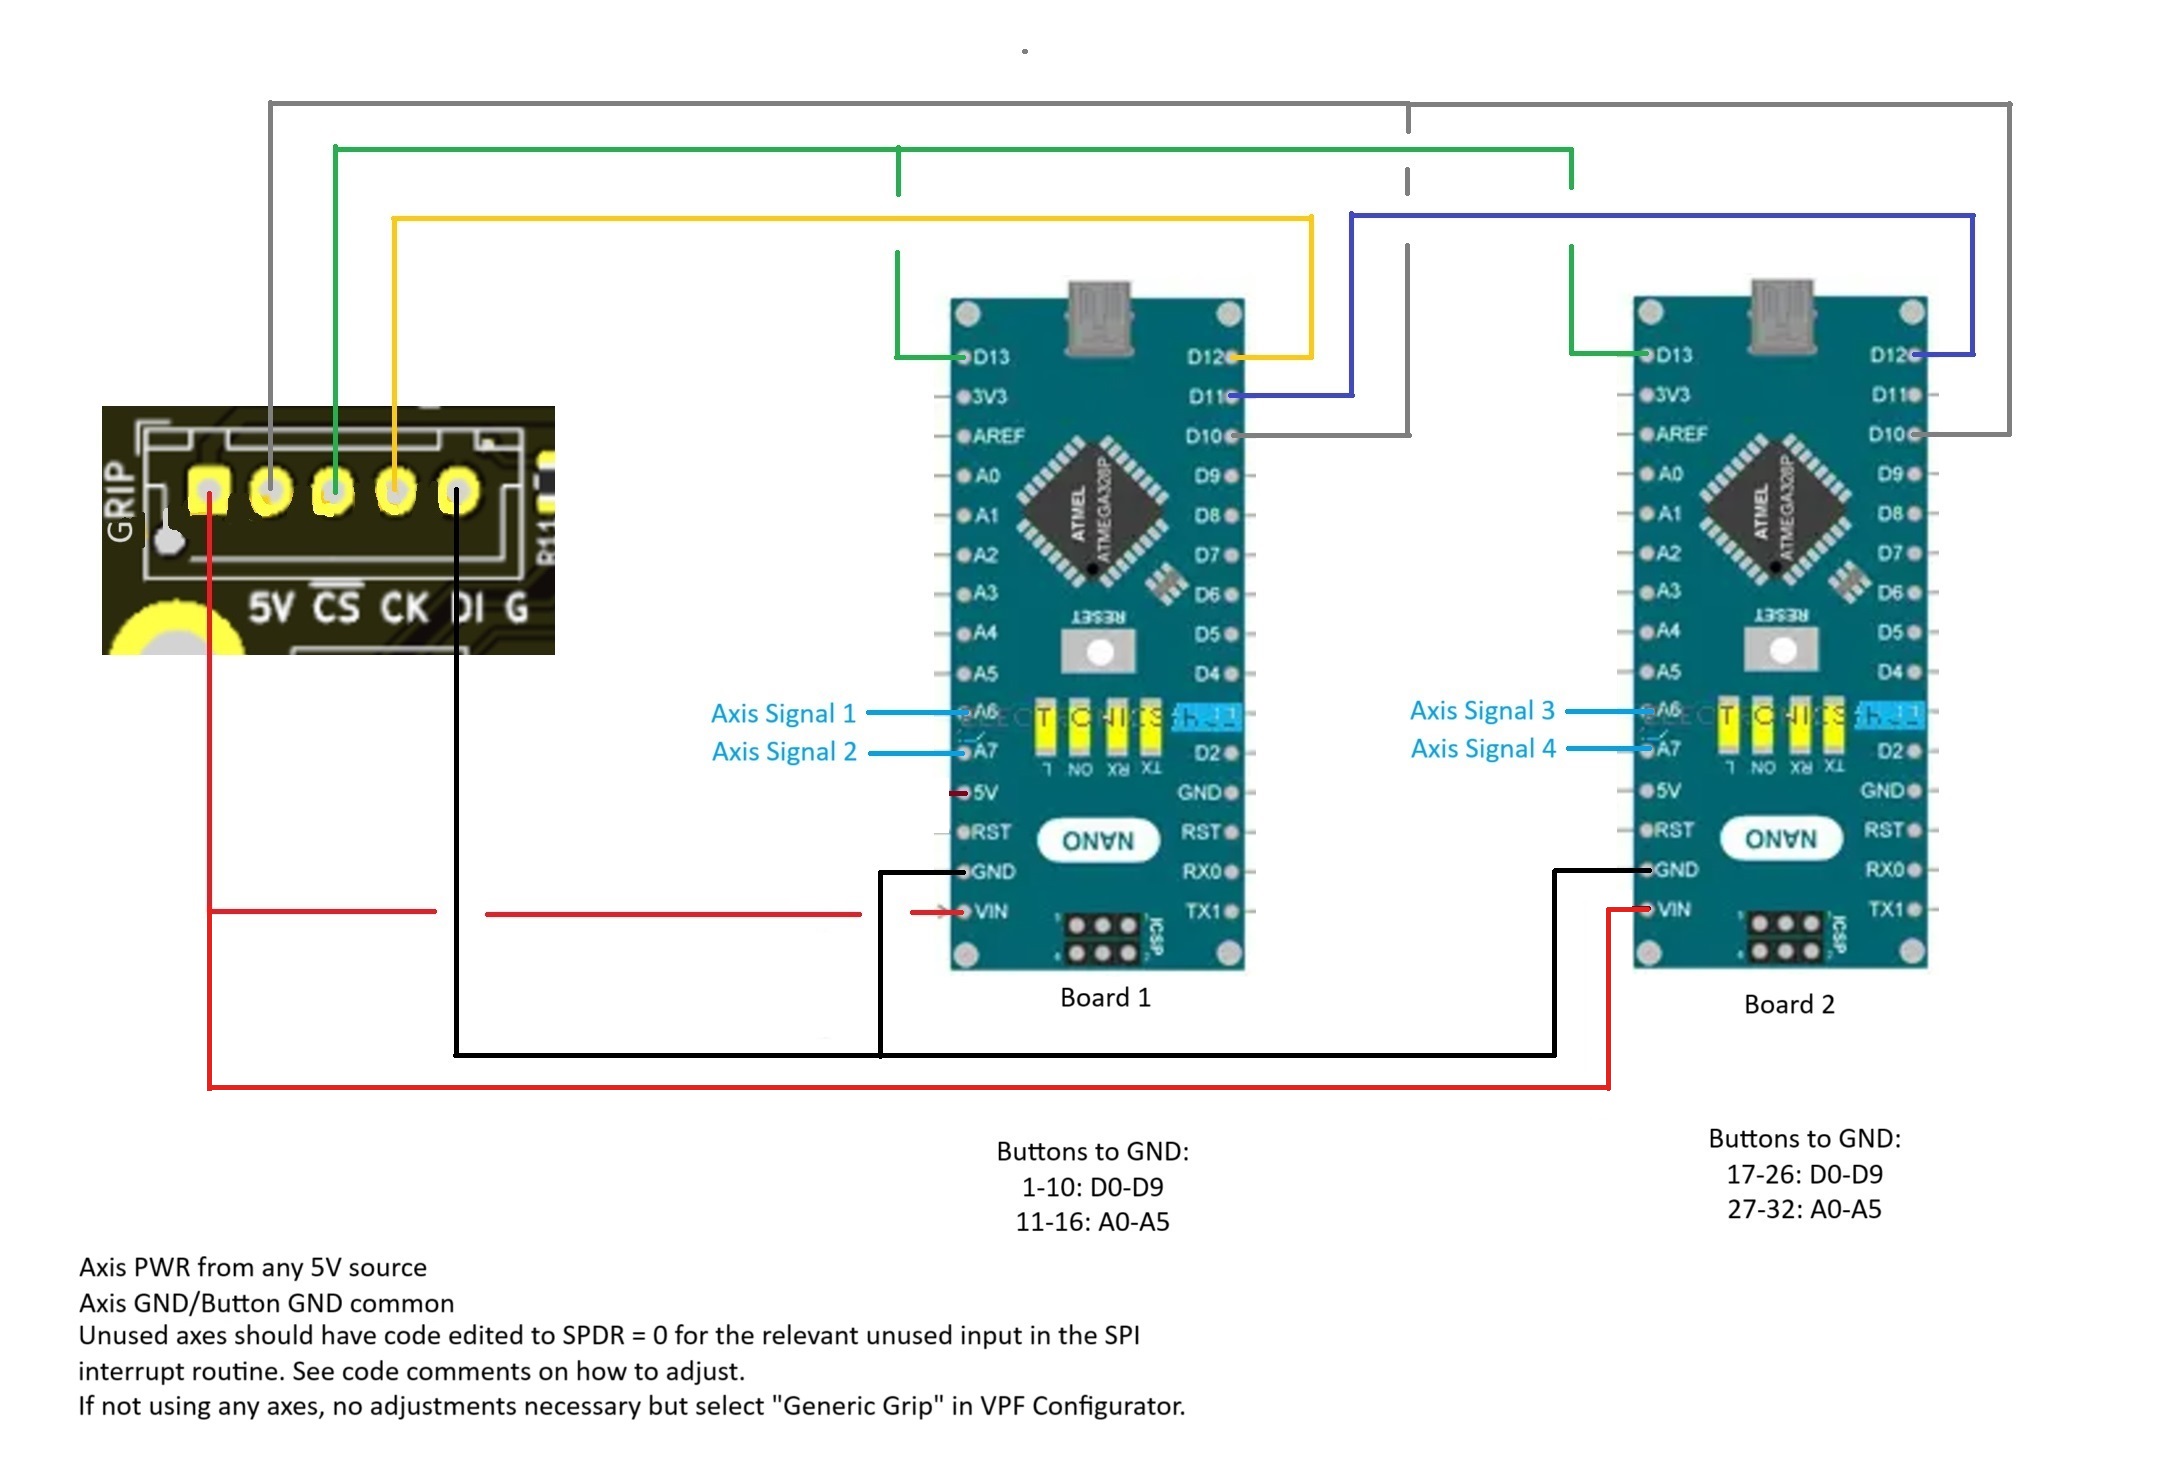 GRIP
5V CS CK DI G
R11
D13
3V3
AREF
A0
A1
A2
A3
A4
A5
A6
A7
5V
RST
GND
VIN
D12
D11
D10
D9
D8
D7
D6
D5
D4
D2
GND
RST
RX0
TX1
ATMEL
ATMEGA328P
RESET
L ON RX TX
NANO
ICSP
Axis Signal 1
Axis Signal 2
Board 1
D13
3V3
AREF
A0
A1
A2
A3
A4
A5
A6
A7
5V
RST
GND
VIN
D12
D11
D10
D9
D8
D7
D6
D5
D4
D2
GND
RST
RX0
TX1
ATMEL
ATMEGA328P
RESET
L ON RX TX
NANO
ICSP
Axis Signal 3
Axis Signal 4
Board 2
Buttons to GND:
1-10: D0-D9
11-16: A0-A5
Buttons to GND:
17-26: D0-D9
27-32: A0-A5
Axis PWR from any 5V source
Axis GND/Button GND common
Unused axes should have code edited to SPDR = 0 for the relevant unused input in the SPI
interrupt routine. See code comments on how to adjust.
If not using any axes, no adjustments necessary but select "Generic Grip" in VPF Configurator.